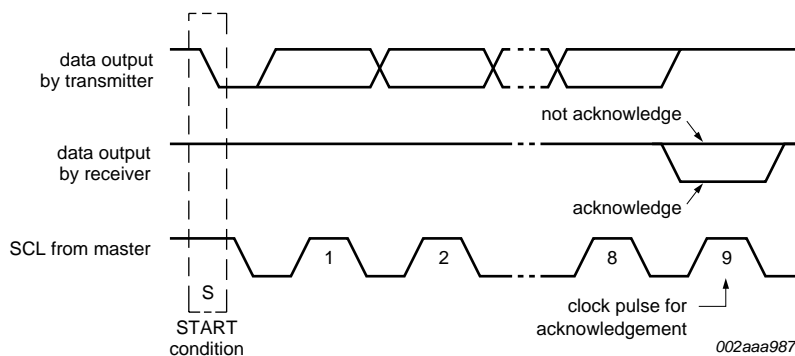 data output
by transmitter
not acknowledge
data output
by receiver
acknowledge
SCL from master
1
2
8
9
S
START
condition
clock pulse for
acknowledgement
002aaa987